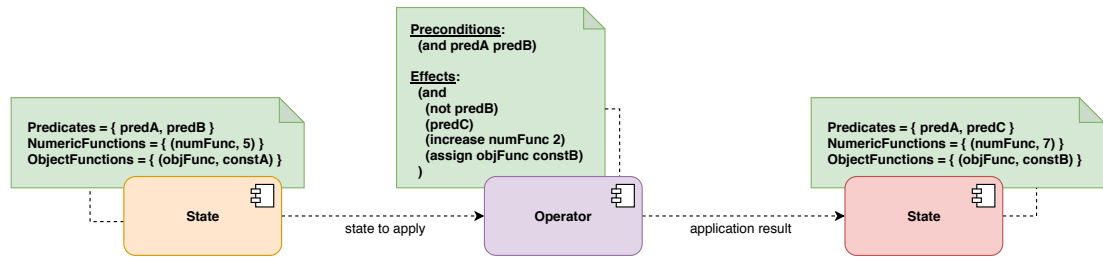 Preconditions:
(and predA predB)
Effects:
(and
(not predB)
(predC)
(increase numFunc 2)
(assign objFunc constB)
)
Predicates = { predA, predB }
NumericFunctions = { (numFunc, 5) }
ObjectFunctions = { (objFunc, constA) }
Predicates = { predA, predC }
NumericFunctions = { (numFunc, 7) }
ObjectFunctions = { (objFunc, constB) }
State
state to apply
Operator
application result
State